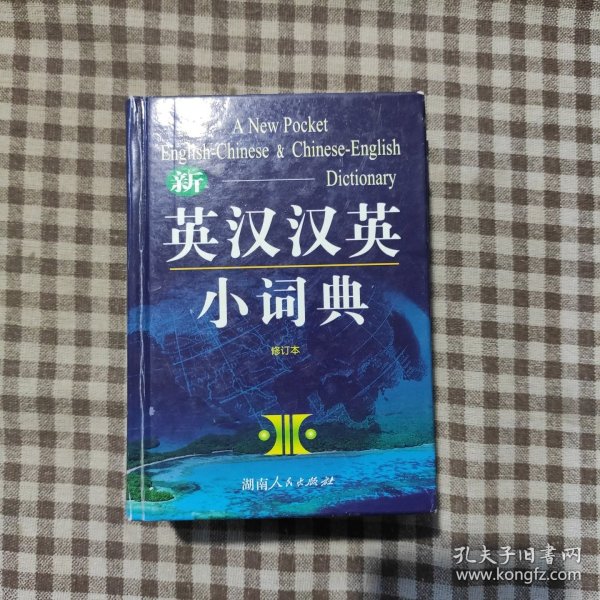 A New Pocket
English-Chinese & Chinese-English
Dictionary
新
英汉汉英
小词典
修订本
湖南人民出版社
孔夫子旧书网
www.kongfz.com